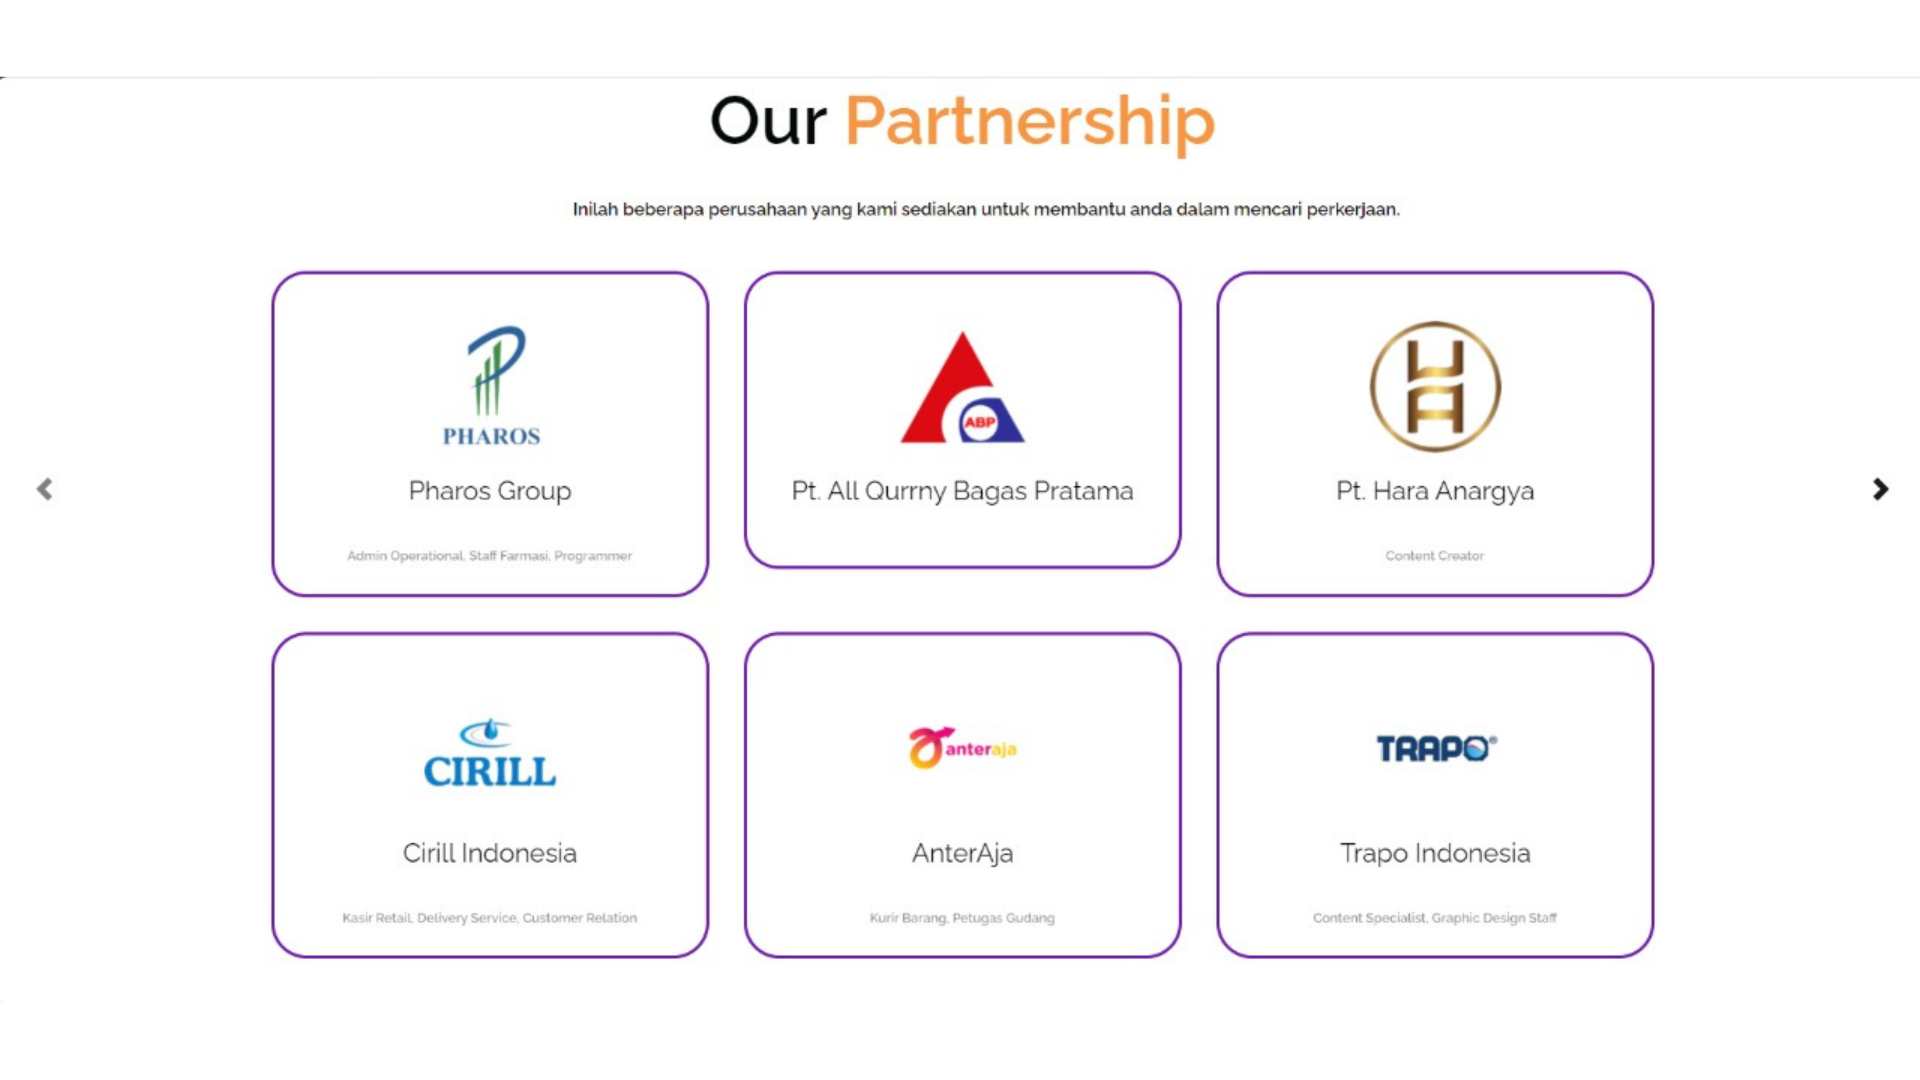 Our Partnership
Inilah beberapa perusahaan yang kami sediakan untuk membantu anda dalam mencari perkerjaan.
PHAROS
Pharos Group
Admin Operational, Staff Farmasi, Programmer
ABP
Pt. All Qurrny Bagas Pratama
HA
Pt. Hara Anargya
Content Creator
CIRILL
Cirill Indonesia
Kasir Retail, Delivery Service, Customer Relation
anteraja
AnterAja
Kurir Barang, Petugas Gudang
TRAPO®
Trapo Indonesia
Content Specialist, Graphic Design Staff